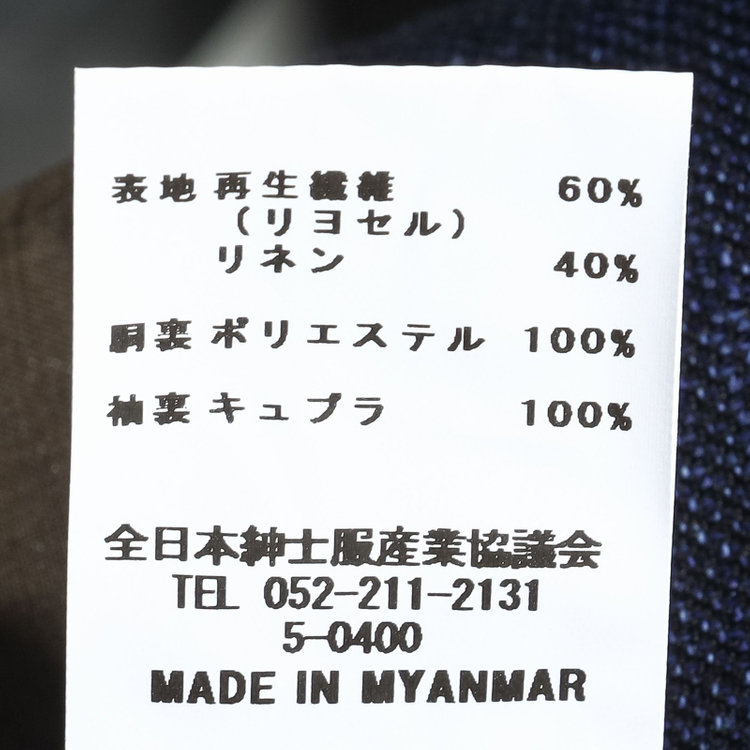 表地 再生繊維 60%
（リヨセル）
リネン 40%
胴裏 ポリエステル 100%
袖裏 キュプラ 100%
全日本紳士服産業協議会
TEL 052-211-2131
5-0400
MADE IN MYANMAR